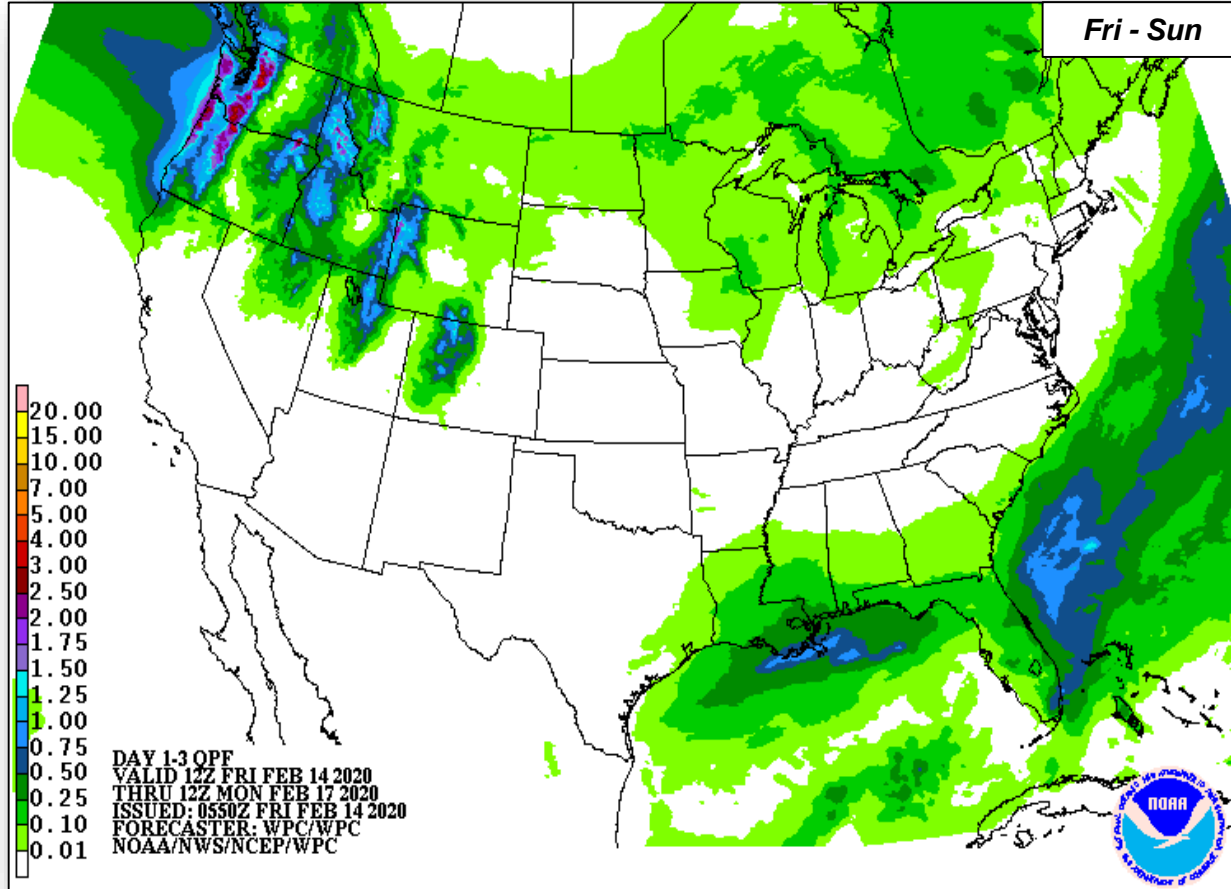 Fri - Sun
20.00
15.00
10.00
7.00
5.00
4.00
3.00
2.50
2.00
1.75
1.50
1.25
1.00
0.75
0.50
0.25
0.10
0.01
DAY 1-3 QPF
VALID 12Z FRI FEB 14 2020
THRU 12Z MON FEB 17 2020
ISSUED: 0550Z FRI FEB 14 2020
FORECASTER: WPC/WPC
NOAA/NWS/NCEP/WPC
NOAA